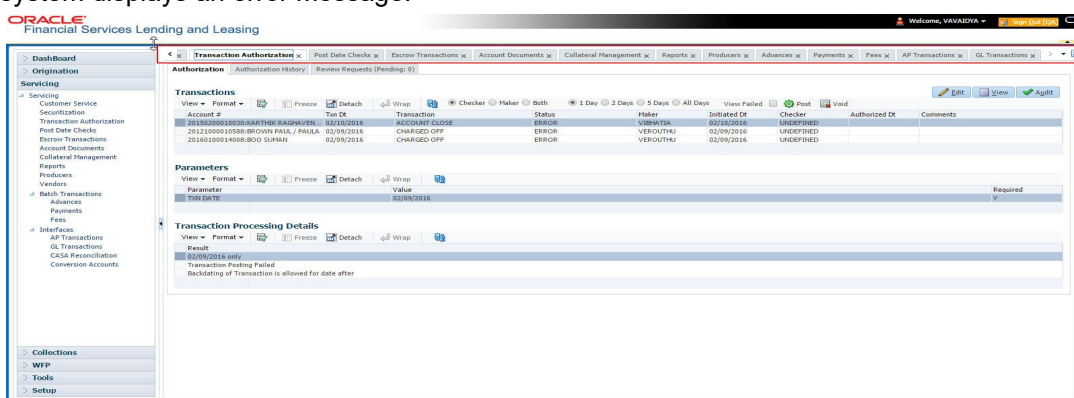 system displays an error message.
ORACLE
Financial Services Lending and Leasing
Welcome, VAVAIDYA
Sign Out [QA]
DashBoard
Origination
Servicing
Servicing
Customer Service
Securitization
Transaction Authorization
Post Date Checks
Escrow Transactions
Account Documents
Collateral Management
Reports
Producers
Vendors
Batch Transactions
Advances
Payments
Fees
Interfaces
AP Transactions
GL Transactions
CASA Reconciliation
Conversion Accounts
Collections
WFP
Tools
Setup
Transaction Authorization x Post Date Checks x Escrow Transactions x Account Documents x Collateral Management x Reports x Producers x Advances x Payments x Fees x AP Transactions x GL Transactions x
Authorization Authorization History Review Requests (Pending: 0)
Transactions
Edit View Audit
View Format Freeze Detach Wrap Checker Maker Both 1 Day 2 Days 5 Days All Days View Failed Post Void
Account # Txn Dt Transaction Status Maker Initiated Dt Checker Authorized Dt Comments
20150200010030:KARTHIK RAGHAVEN... 02/10/2016 ACCOUNT CLOSE ERROR VIBHATIA 02/10/2016 UNDEFINED
20121000010588:BROWN PAUL / PAULA 02/09/2016 CHARGED OFF ERROR VEROUTHU 02/09/2016 UNDEFINED
20160100014008:BOO SUMAN 02/09/2016 CHARGED OFF ERROR VEROUTHU 02/09/2016 UNDEFINED
Parameters
View Format Freeze Detach Wrap
Parameter Value Required
TXN DATE 02/09/2016 Y
Transaction Processing Details
View Format Freeze Detach Wrap
Result
02/09/2016 only
Transaction Posting Failed
Backdating of Transaction is allowed for date after